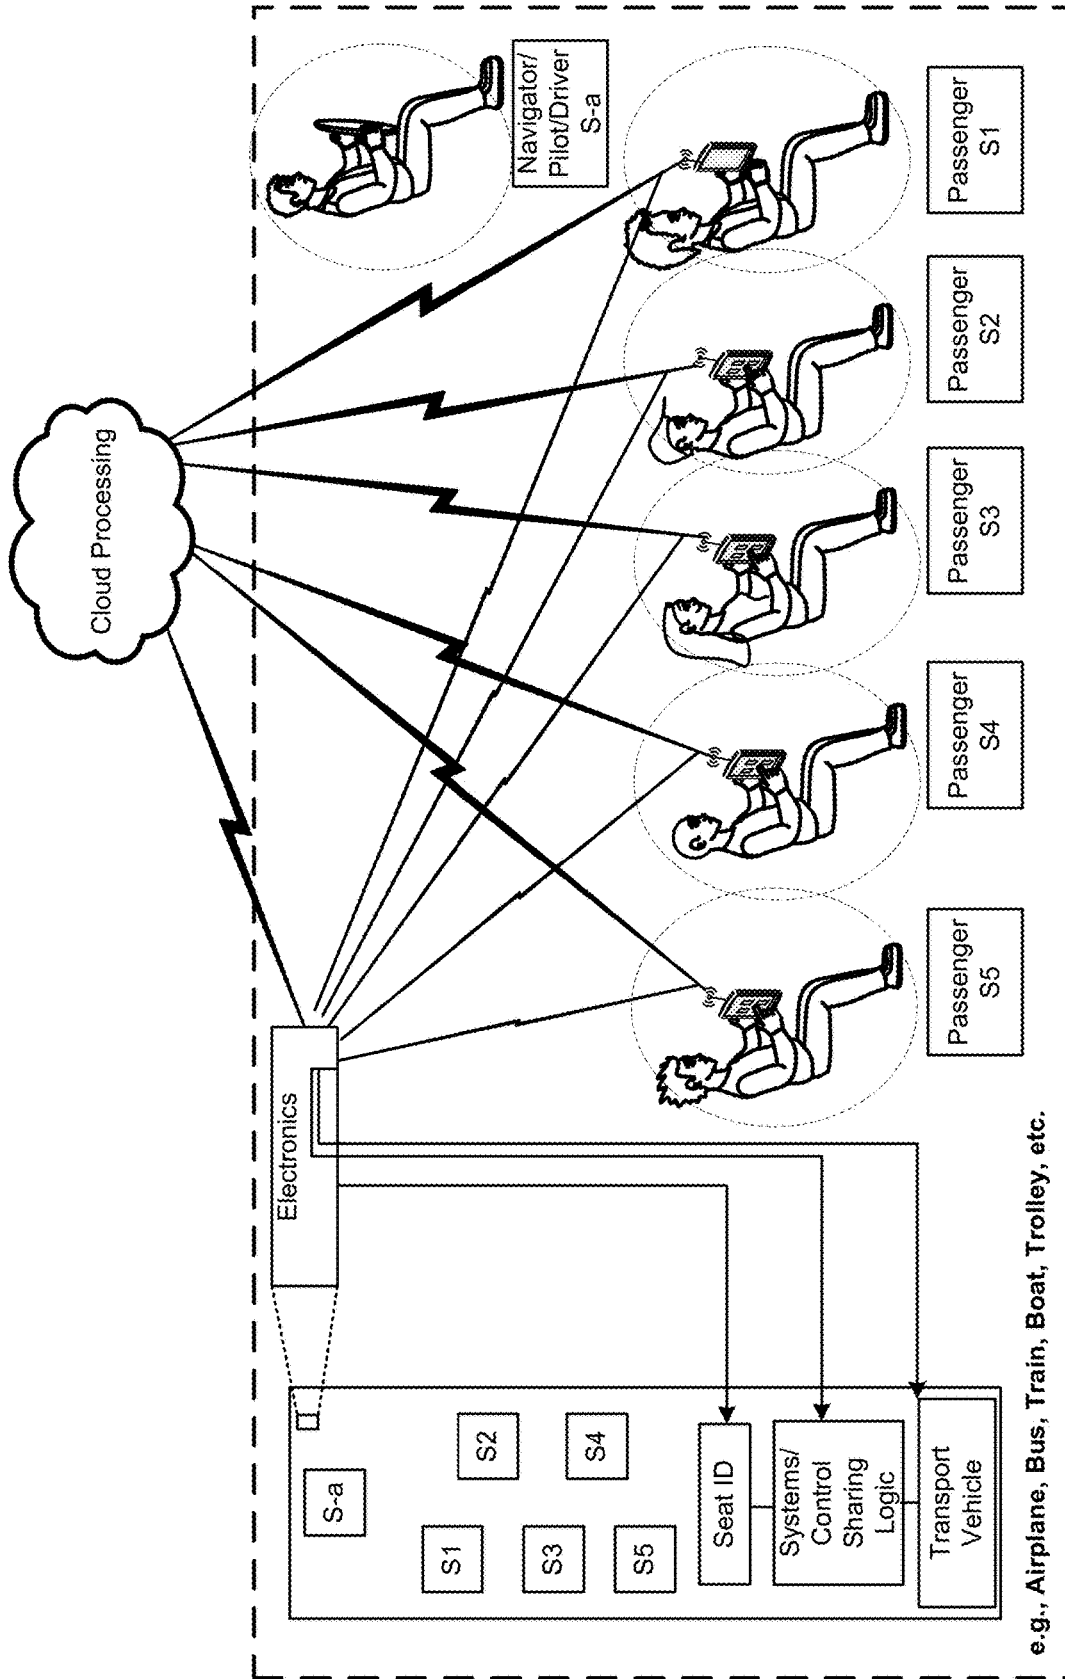 Cloud Processing
Electronics
Navigator/
Pilot/Driver
S-a
S-a
S1
S2
S3
S4
S5
Seat ID
Systems/
Control
Sharing
Logic
Transport
Vehicle
Passenger
S5
Passenger
S4
Passenger
S3
Passenger
S2
Passenger
S1
e.g., Airplane, Bus, Train, Boat, Trolley, etc.